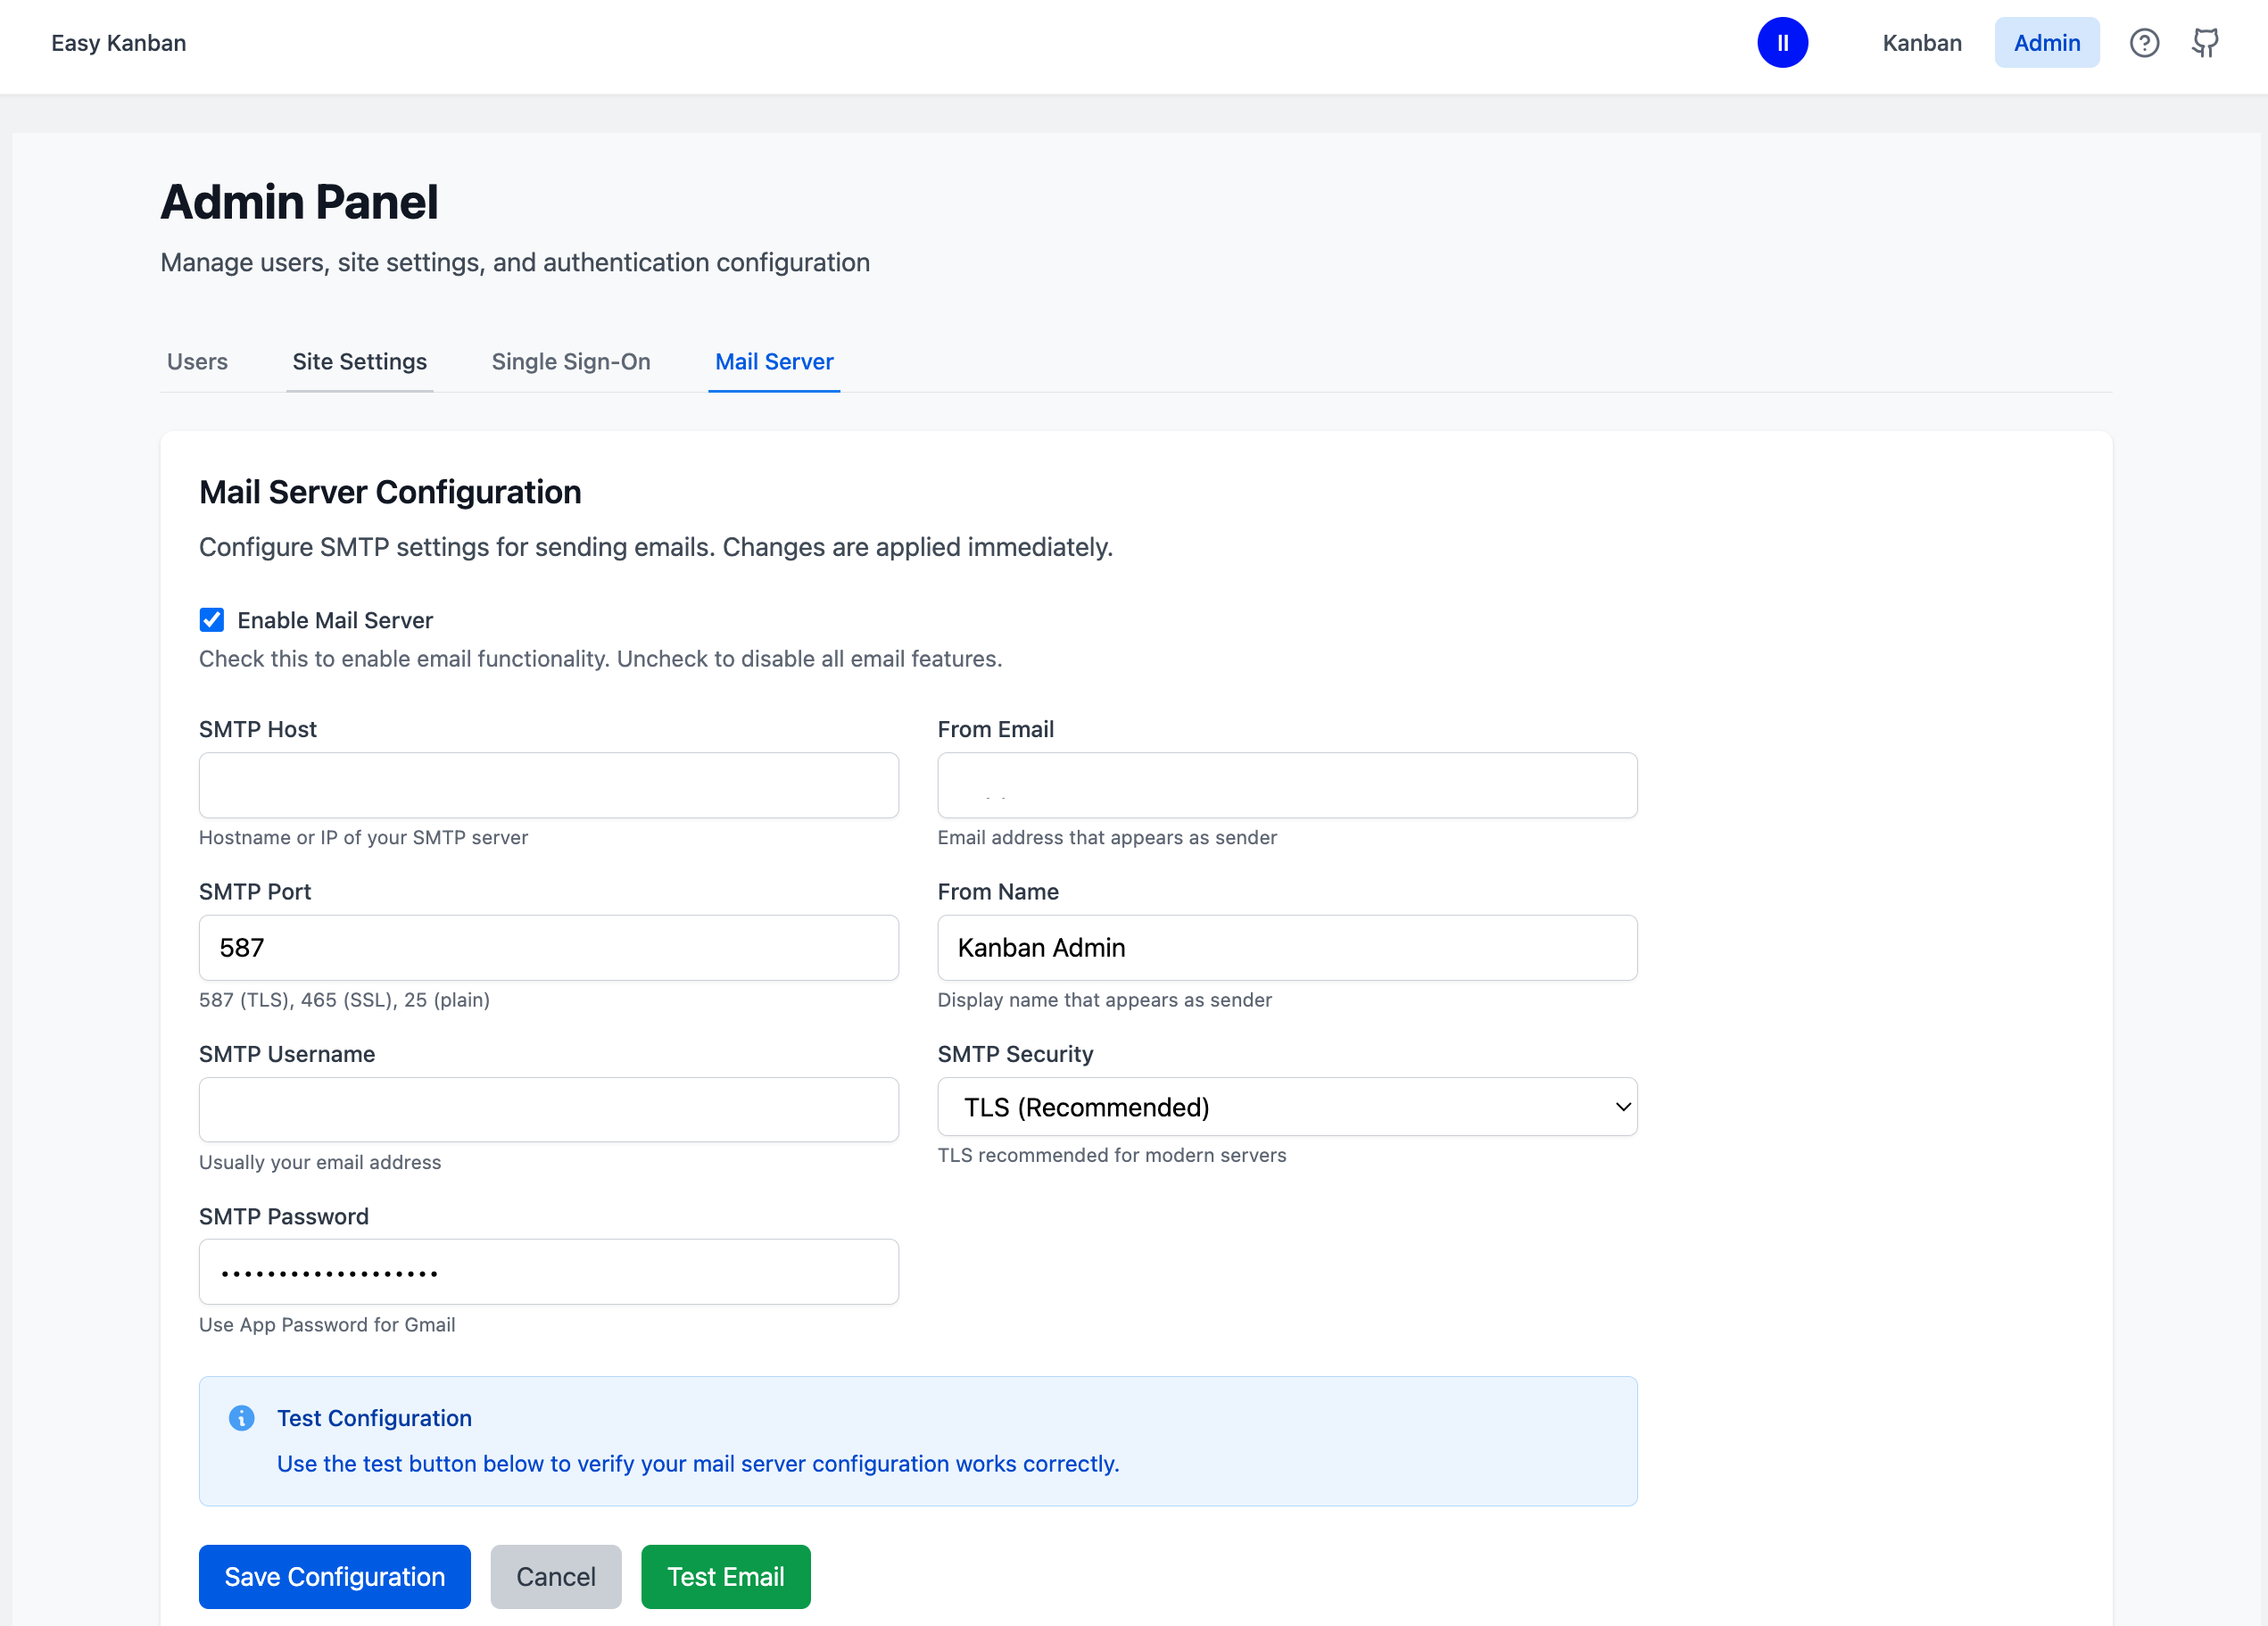 Easy Kanban
II
Kanban
Admin
Admin Panel
Manage users, site settings, and authentication configuration
Users
Site Settings
Single Sign-On
Mail Server
Mail Server Configuration
Configure SMTP settings for sending emails. Changes are applied immediately.
Enable Mail Server
Check this to enable email functionality. Uncheck to disable all email features.
SMTP Host
Hostname or IP of your SMTP server
From Email
Email address that appears as sender
SMTP Port
587
587 (TLS), 465 (SSL), 25 (plain)
From Name
Kanban Admin
Display name that appears as sender
SMTP Username
Usually your email address
SMTP Security
TLS (Recommended)
TLS recommended for modern servers
SMTP Password
•••••••••••••••••••
Use App Password for Gmail
Test Configuration
Use the test button below to verify your mail server configuration works correctly.
Save Configuration
Cancel
Test Email